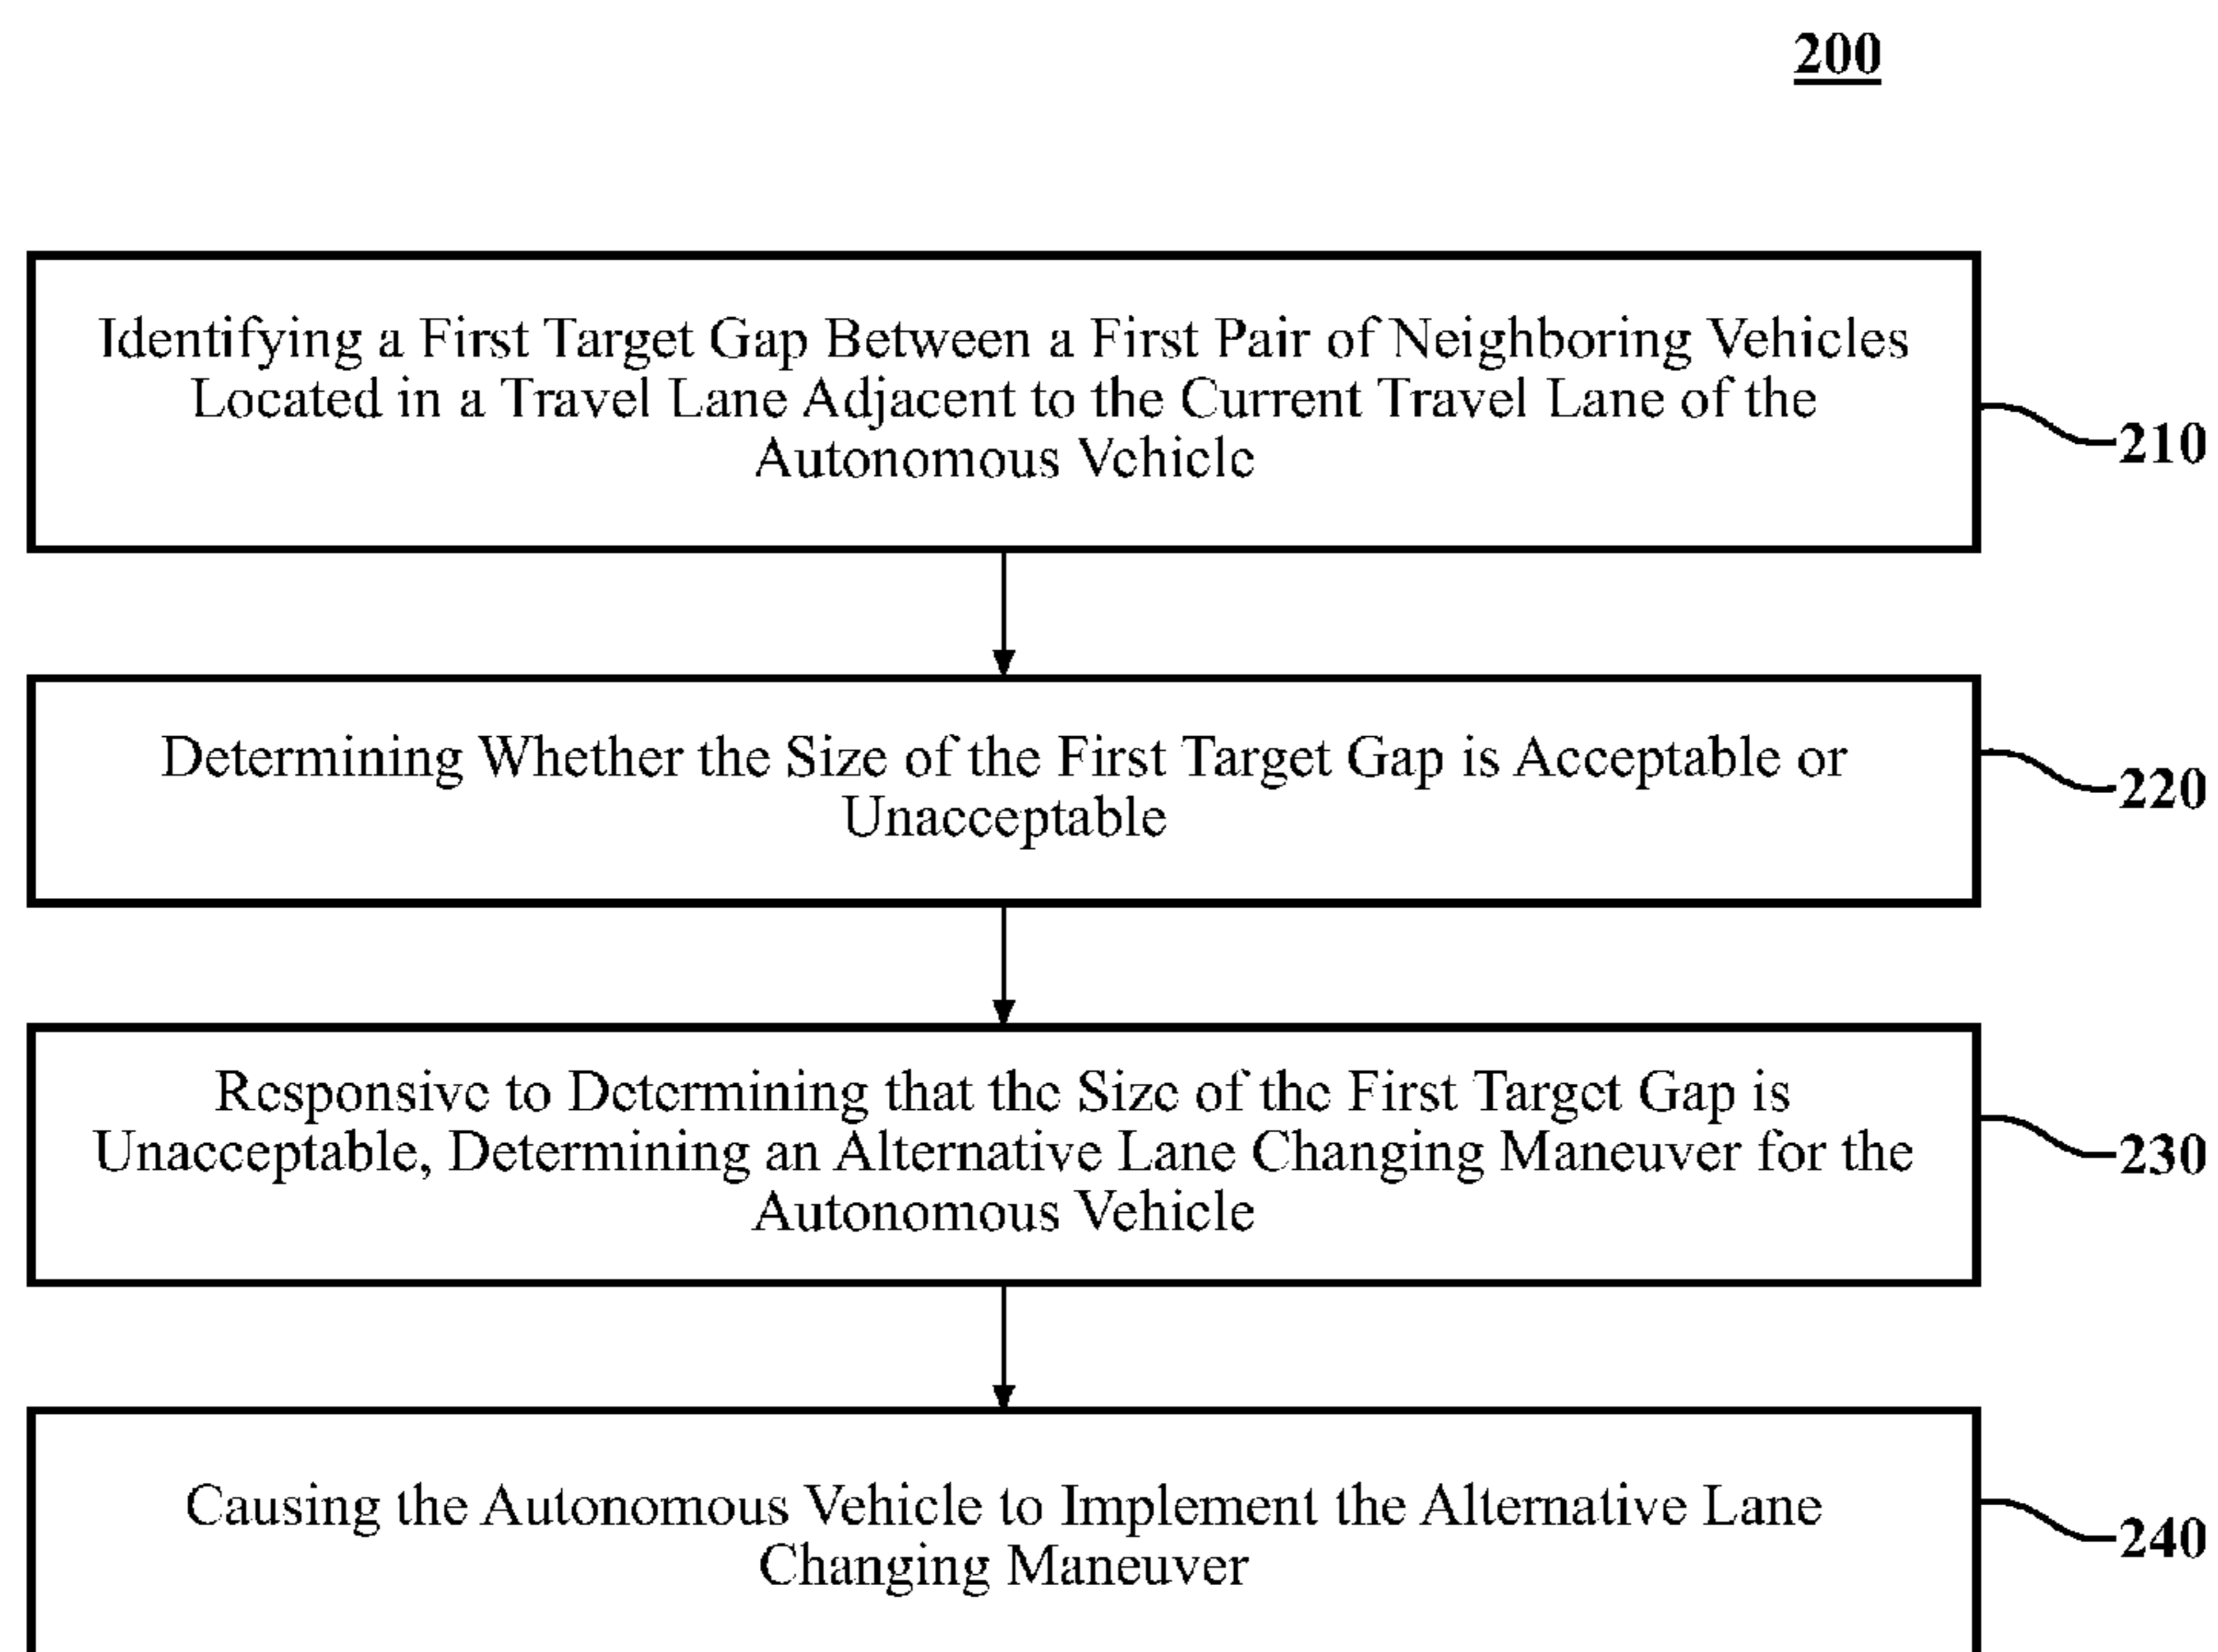 200
Identifying a First Target Gap Between a First Pair of Neighboring Vehicles
Located in a Travel Lane Adjacent to the Current Travel Lane of the
Autonomous Vehicle
210
Determining Whether the Size of the First Target Gap is Acceptable or
Unacceptable
220
Responsive to Determining that the Size of the First Target Gap is
Unacceptable, Determining an Alternative Lane Changing Maneuver for the
Autonomous Vehicle
230
Causing the Autonomous Vehicle to Implement the Alternative Lane
Changing Maneuver
240